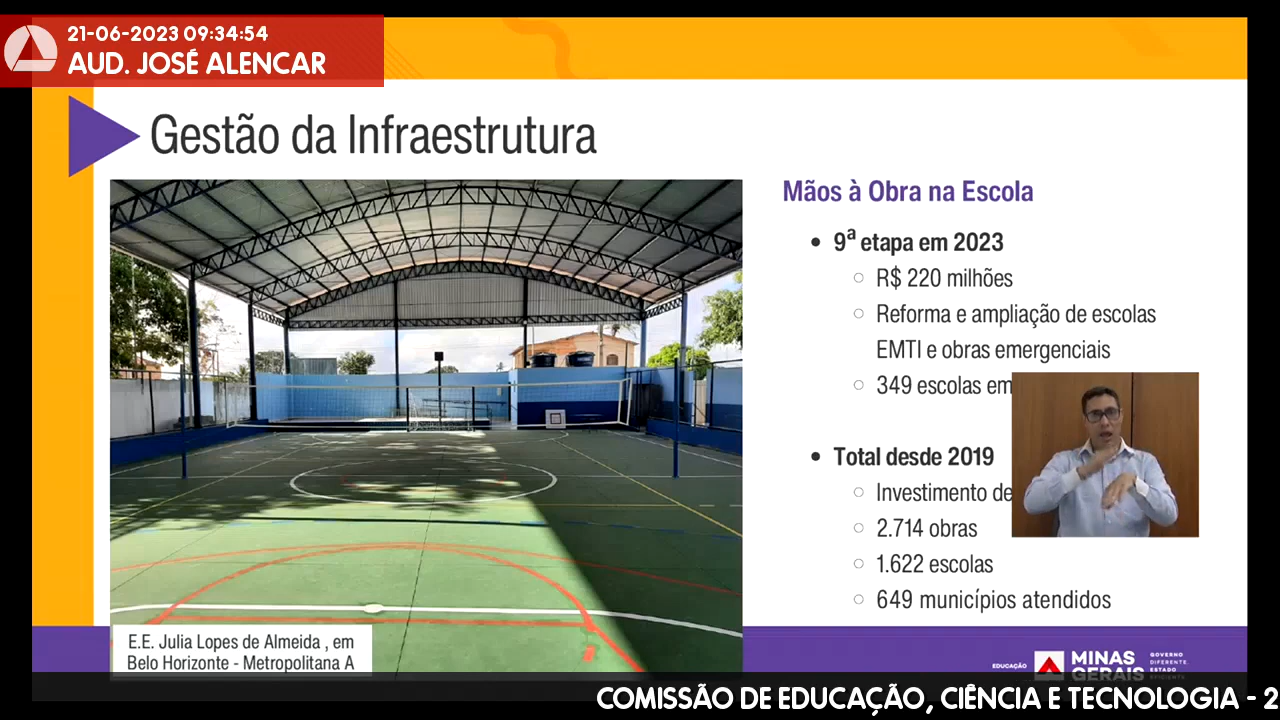 21-06-2023 09:34:54
AUD. JOSÉ ALENCAR
Gestão da Infraestrutura
Mãos à Obra na Escola
9ª etapa em 2023
R$ 220 milhões
Reforma e ampliação de escolas
EMTI e obras emergenciais
349 escolas em
Total desde 2019
Investimento de
2.714 obras
1.622 escolas
649 municípios atendidos
E.E. Julia Lopes de Almeida , em
Belo Horizonte - Metropolitana A
EDUCAÇÃO
MINAS
GERAIS
GOVERNO
DIFERENTE.
ESTADO
EFICIENTE.
COMISSÃO DE EDUCAÇÃO, CIÊNCIA E TECNOLOGIA - 2